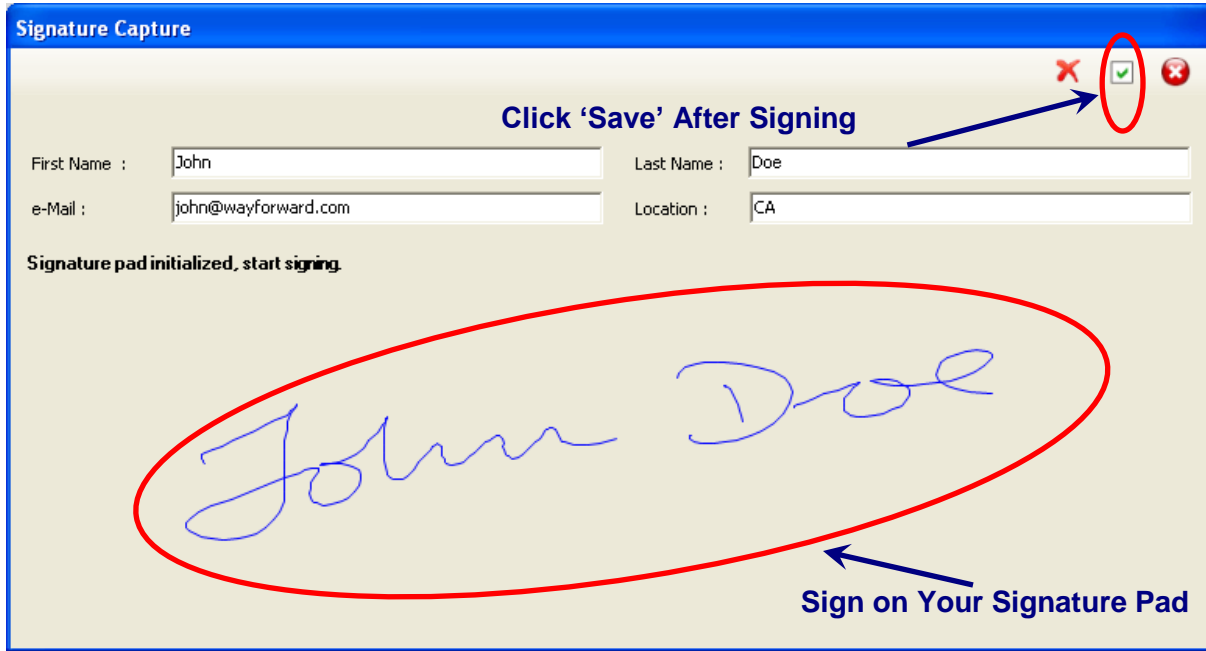 Signature Capture
Click ‘Save’ After Signing
First Name : John Last Name : Doe
e-Mail : john@wayforward.com Location : CA
Signature pad initialized, start signing.
John Doe
Sign on Your Signature Pad